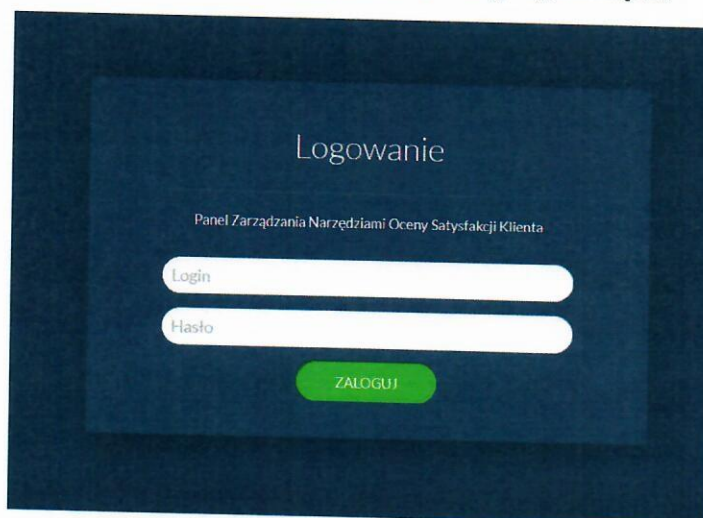 Logowanie
Panel Zarządzania Narzędziami Oceny Satysfakcji Klienta
Login
Hasło
ZALOGUJ